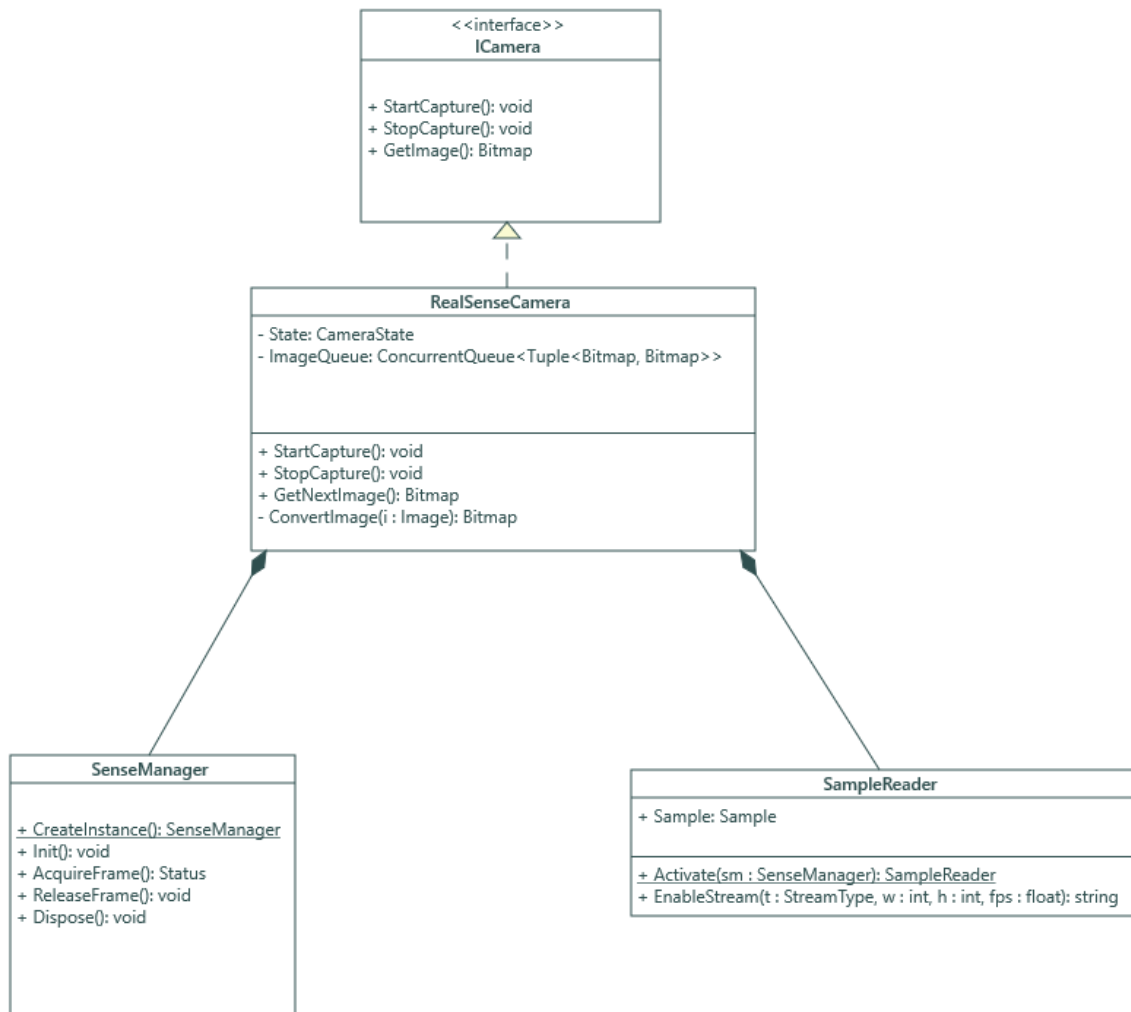 <<interface>>
ICamera
+ StartCapture(): void
+ StopCapture(): void
+ GetImage(): Bitmap
RealSenseCamera
- State: CameraState
- ImageQueue: ConcurrentQueue<Tuple<Bitmap, Bitmap>>
+ StartCapture(): void
+ StopCapture(): void
+ GetNextImage(): Bitmap
- ConvertImage(i : Image): Bitmap
SenseManager
+ CreateInstance(): SenseManager
+ Init(): void
+ AcquireFrame(): Status
+ ReleaseFrame(): void
+ Dispose(): void
SampleReader
+ Sample: Sample
+ Activate(sm : SenseManager): SampleReader
+ EnableStream(t : StreamType, w : int, h : int, fps : float): string